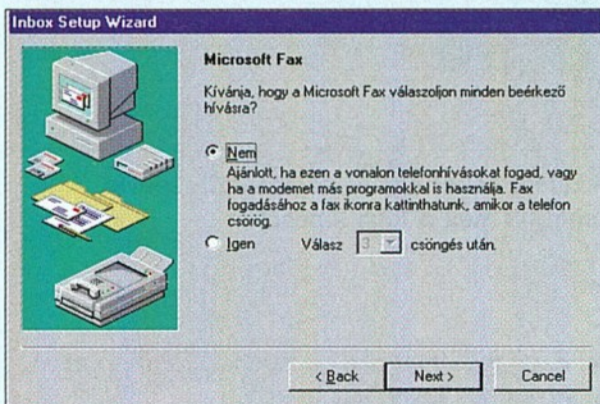 Inbox Setup Wizard
Microsoft Fax
Kívánja, hogy a Microsoft Fax válaszoljon minden beérkező
hívásra?
Nem
Ajánlott, ha ezen a vonalon telefonhívásokat fogad, vagy
ha a modemet más programokkal is használja. Fax
fogadásához a fax ikonra kattinthatunk, amikor a telefon
csörög.
Igen Válasz 3 csöngés után.
< Back Next > Cancel